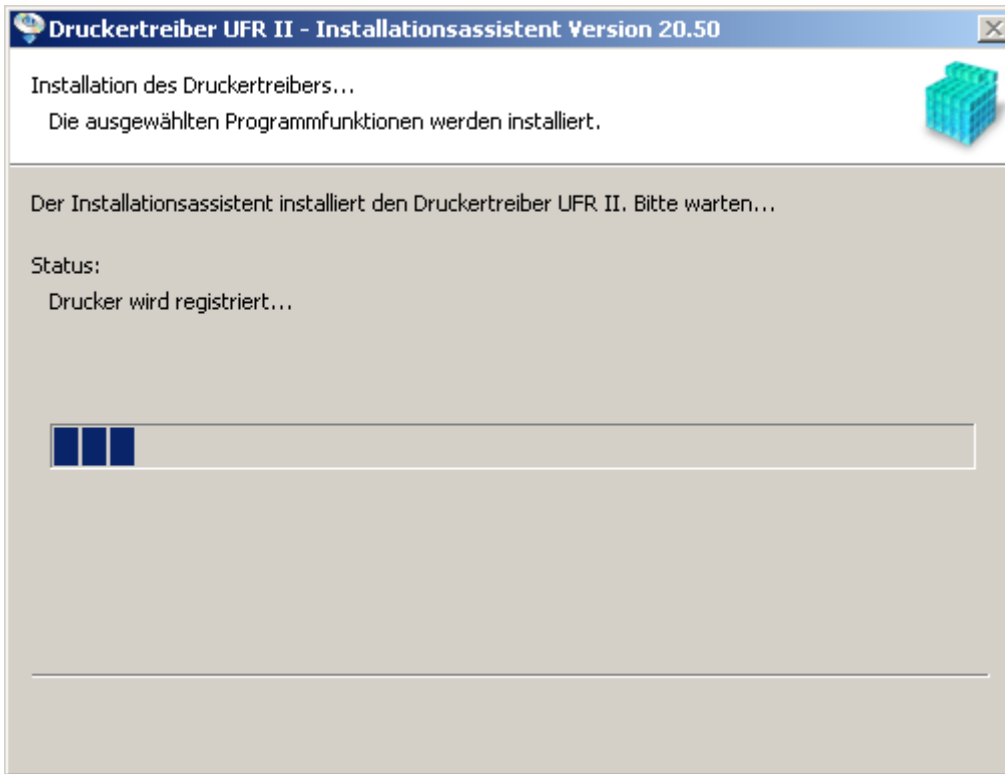 Druckertreiber UFR II - Installationsassistent Version 20.50
Installation des Druckertreibers...
Die ausgewählten Programmfunktionen werden installiert.
Der Installationsassistent installiert den Druckertreiber UFR II. Bitte warten...
Status:
Drucker wird registriert...